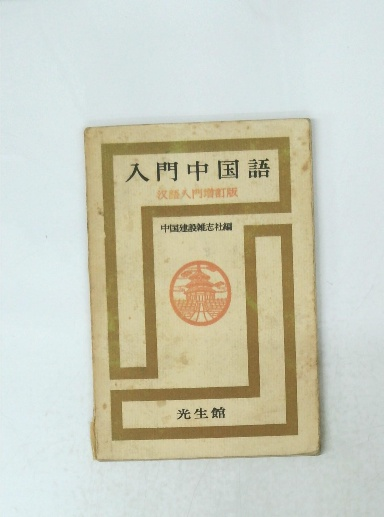 入門中国語
汉語入門增訂版
中国建設雑志社編
光生館